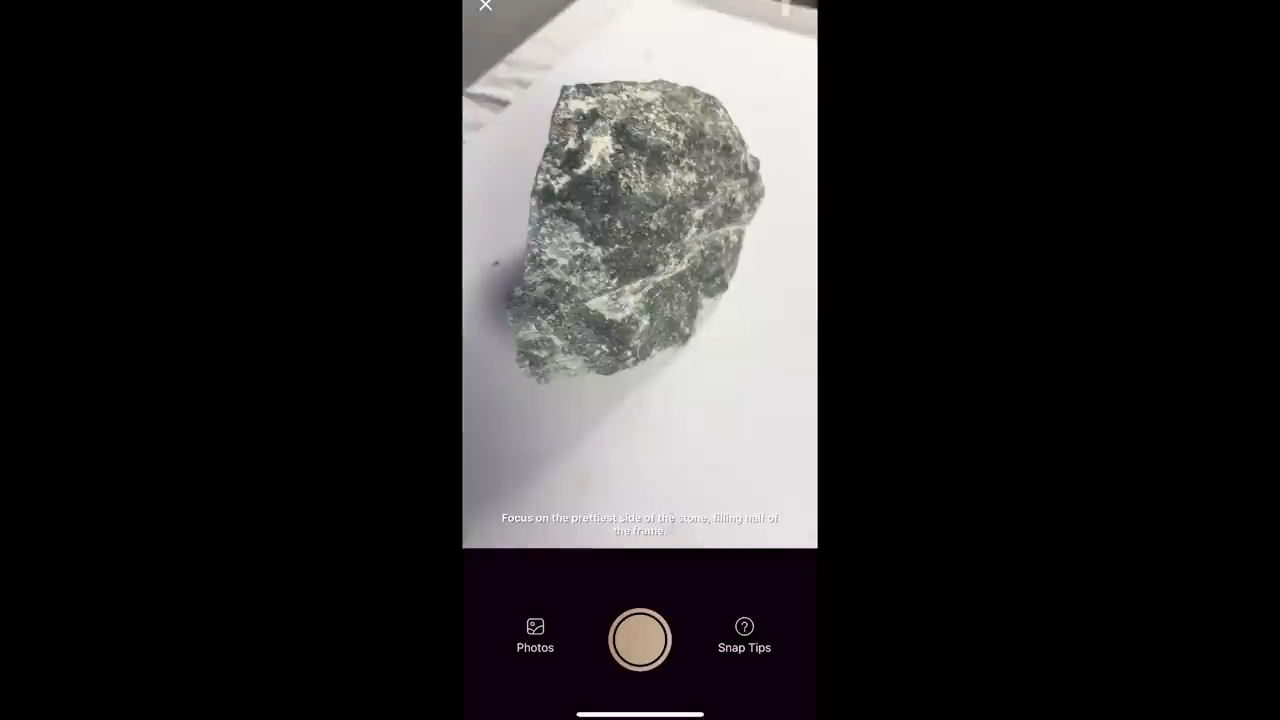 Focus on the prettiest side of the stone, filling half of
the frame.
Photos
Snap Tips